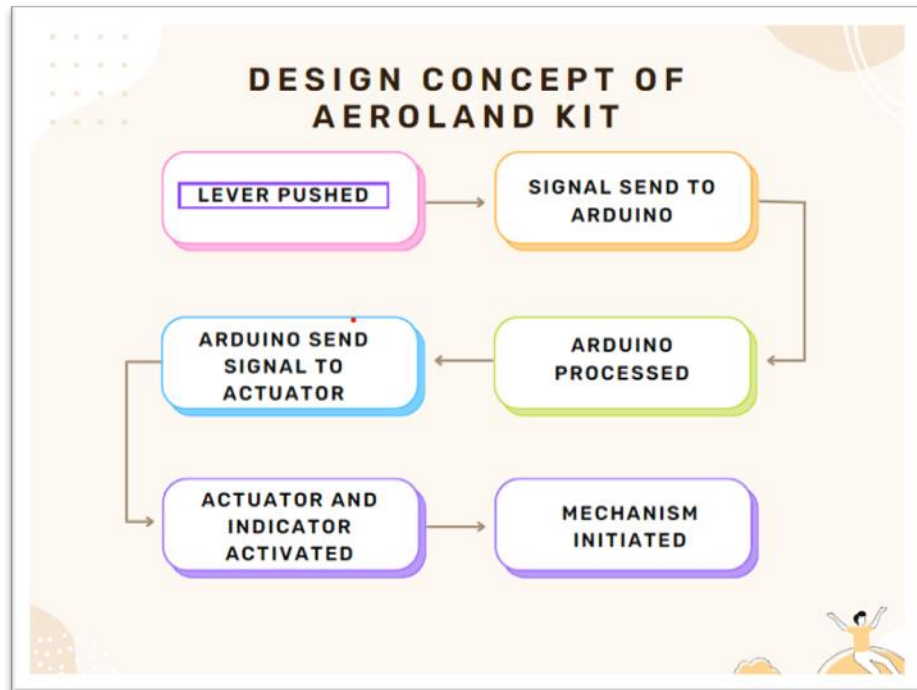 DESIGN CONCEPT OF
AEROLAND KIT
LEVER PUSHED
SIGNAL SEND TO
ARDUINO
ARDUINO
PROCESSED
ARDUINO SEND
SIGNAL TO
ACTUATOR
ACTUATOR AND
INDICATOR
ACTIVATED
MECHANISM
INITIATED